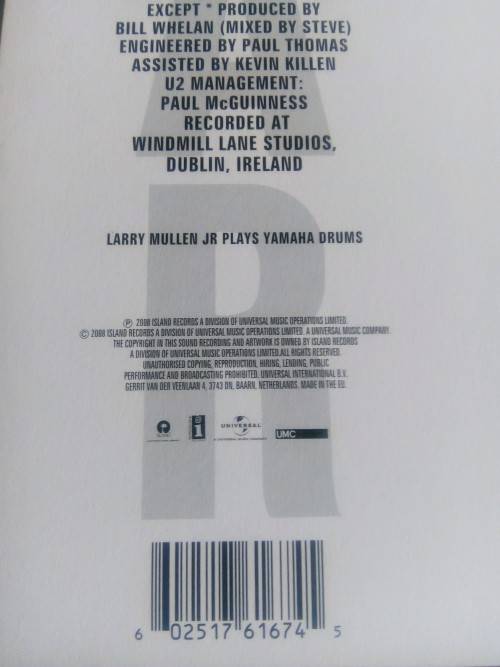 EXCEPT * PRODUCED BY
BILL WHELAN (MIXED BY STEVE)
ENGINEERED BY PAUL THOMAS
ASSISTED BY KEVIN KILLEN
U2 MANAGEMENT:
PAUL McGUINNESS
RECORDED AT
WINDMILL LANE STUDIOS,
DUBLIN, IRELAND
A
R
LARRY MULLEN JR PLAYS YAMAHA DRUMS
℗ 2008 ISLAND RECORDS A DIVISION OF UNIVERSAL MUSIC OPERATIONS LIMITED.
© 2008 ISLAND RECORDS A DIVISION OF UNIVERSAL MUSIC OPERATIONS LIMITED. A UNIVERSAL MUSIC COMPANY.
THE COPYRIGHT IN THIS SOUND RECORDING AND ARTWORK IS OWNED BY ISLAND RECORDS
A DIVISION OF UNIVERSAL MUSIC OPERATIONS LIMITED.ALL RIGHTS RESERVED.
UNAUTHORISED COPYING, REPRODUCTION, HIRING, LENDING, PUBLIC
PERFORMANCE AND BROADCASTING PROHIBITED. UNIVERSAL INTERNATIONAL B.V.
GERRIT VAN DER VEENLAAN 4, 3743 DN, BAARN, NETHERLANDS. MADE IN THE EU.
ISLAND
i
UNIVERSAL
UMC
6 02517 61674 5